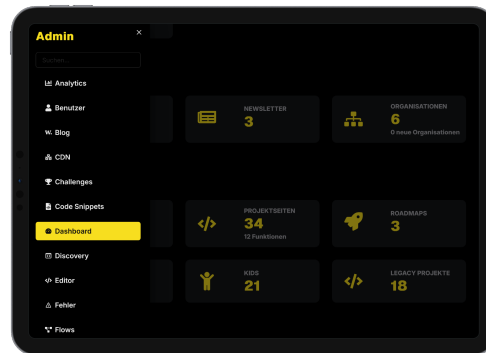 Admin
×
Suchen...
Analytics
Benutzer
Blog
CDN
Challenges
Code Snippets
Dashboard
Discovery
Editor
Fehler
Flows
NEWSLETTER
3
ORGANISATIONEN
6
0 neue Organisationen
PROJEKTSEITEN
34
12 Funktionen
ROADMAPS
3
KIDS
21
LEGACY PROJEKTE
18